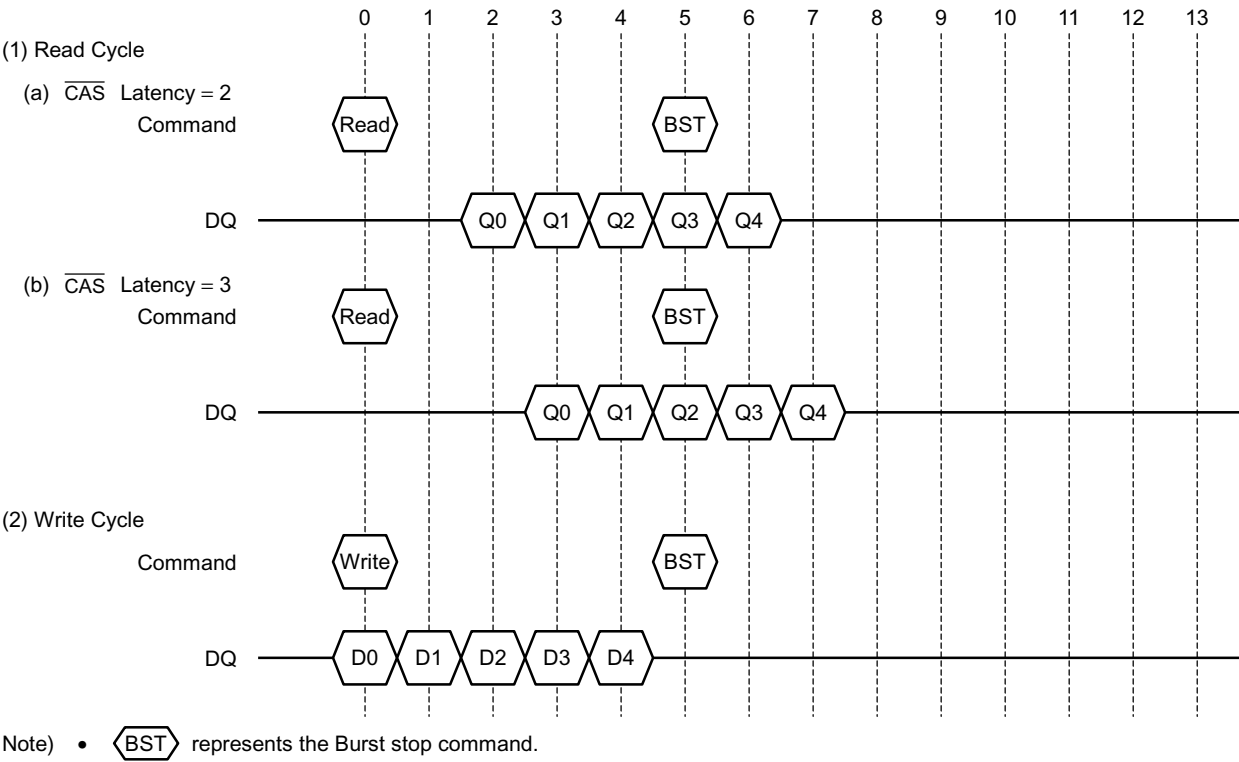 0 1 2 3 4 5 6 7 8 9 10 11 12 13
(1) Read Cycle
(a) CAS Latency = 2
Command Read BST
DQ Q0 Q1 Q2 Q3 Q4
(b) CAS Latency = 3
Command Read BST
DQ Q0 Q1 Q2 Q3 Q4
(2) Write Cycle
Command Write BST
DQ D0 D1 D2 D3 D4
Note) • BST represents the Burst stop command.